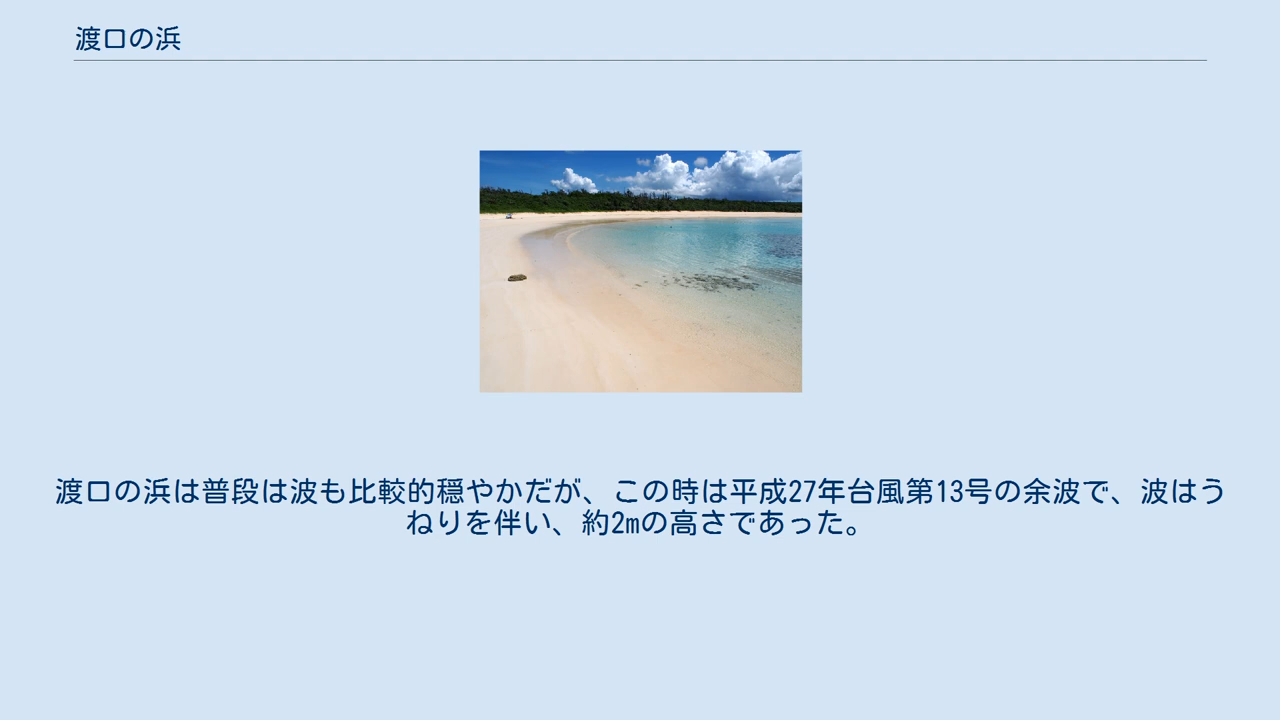 渡口の浜
渡口の浜は普段は波も比較的穏やかだが、この時は平成27年台風第13号の余波で、波はう
ねりを伴い、約2mの高さであった。